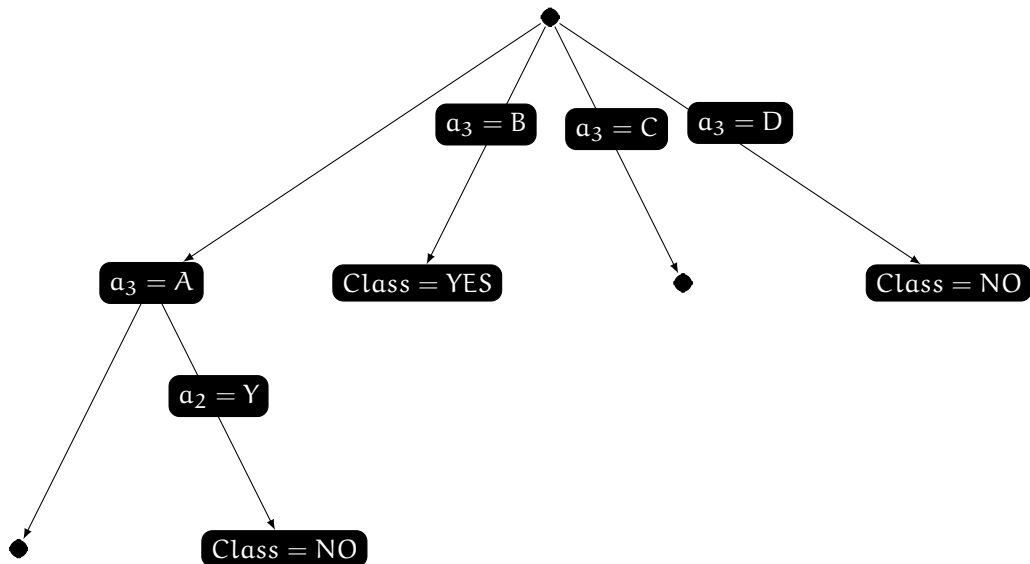 a₃ = B
a₃ = C
a₃ = D
a₃ = A
Class = YES
Class = NO
a₂ = Y
Class = NO